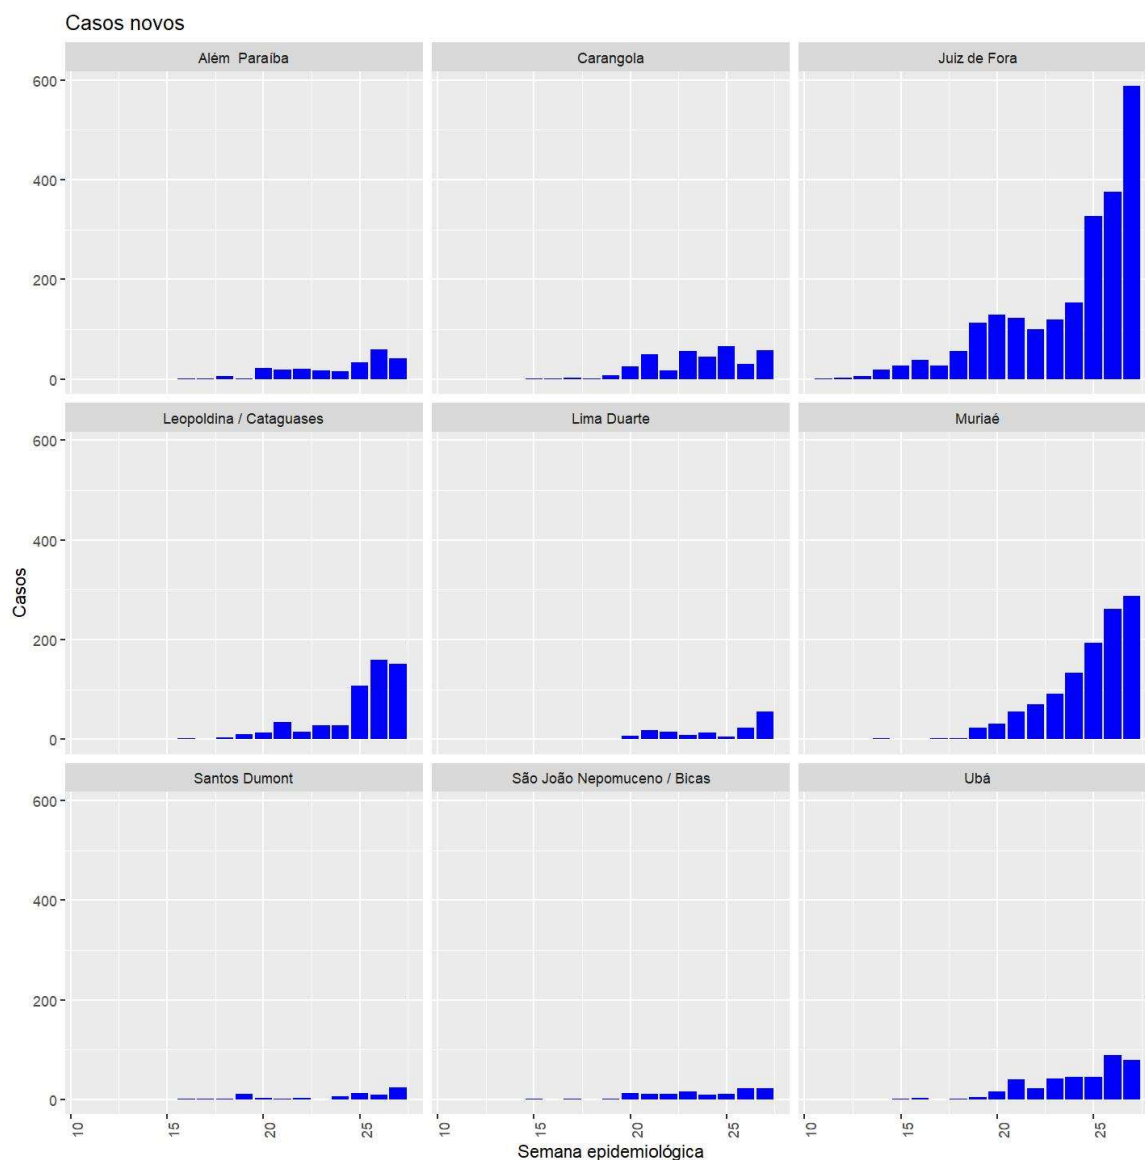 Casos novos
Além  Paraíba
Carangola
Juiz de Fora
600
400
200
0
Leopoldina / Cataguases
Lima Duarte
Muriaé
600
400
200
0
Casos
Santos Dumont
São João Nepomuceno / Bicas
Ubá
600
400
200
0
10 15 20 25
10 15 20 25
10 15 20 25
Semana epidemiológica